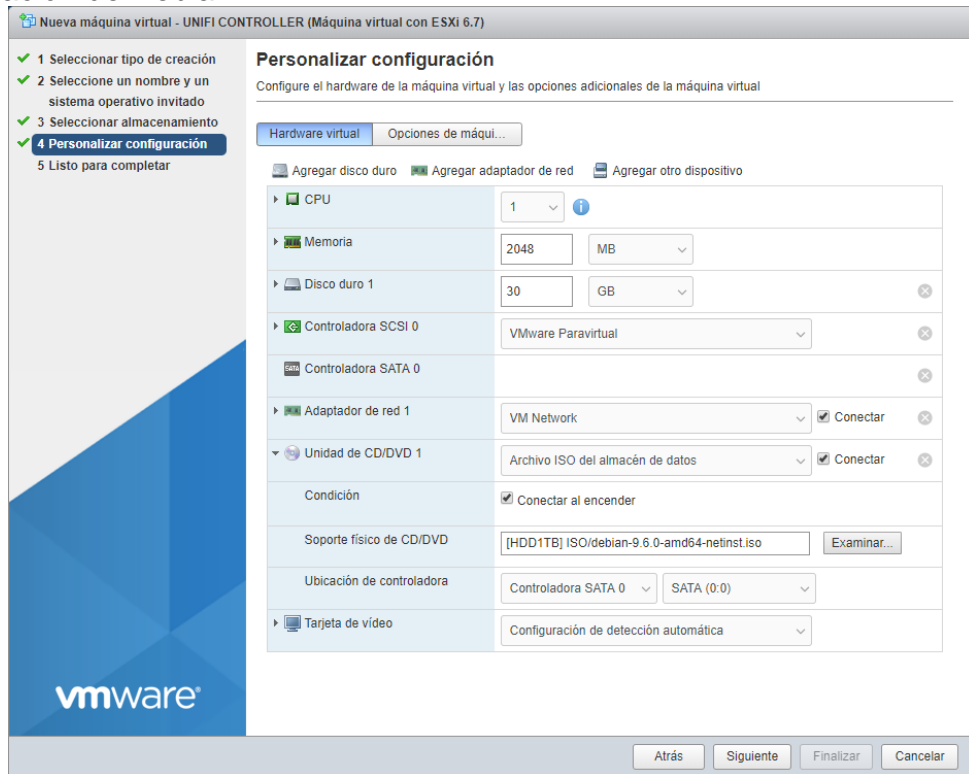 Nueva máquina virtual - UNIFI CONTROLLER (Máquina virtual con ESXi 6.7)
1 Seleccionar tipo de creación
2 Seleccione un nombre y un
sistema operativo invitado
3 Seleccionar almacenamiento
4 Personalizar configuración
5 Listo para completar
Personalizar configuración
Configure el hardware de la máquina virtual y las opciones adicionales de la máquina virtual
Hardware virtual Opciones de máqui...
Agregar disco duro Agregar adaptador de red Agregar otro dispositivo
CPU 1
Memoria 2048 MB
Disco duro 1 30 GB
Controladora SCSI 0 VMware Paravirtual
SATA Controladora SATA 0
Adaptador de red 1 VM Network Conectar
Unidad de CD/DVD 1 Archivo ISO del almacén de datos Conectar
Condición Conectar al encender
Soporte físico de CD/DVD [HDD1TB] ISO/debian-9.6.0-amd64-netinst.iso Examinar...
Ubicación de controladora Controladora SATA 0 SATA (0:0)
Tarjeta de vídeo Configuración de detección automática
vmware®
Atrás Siguiente Finalizar Cancelar